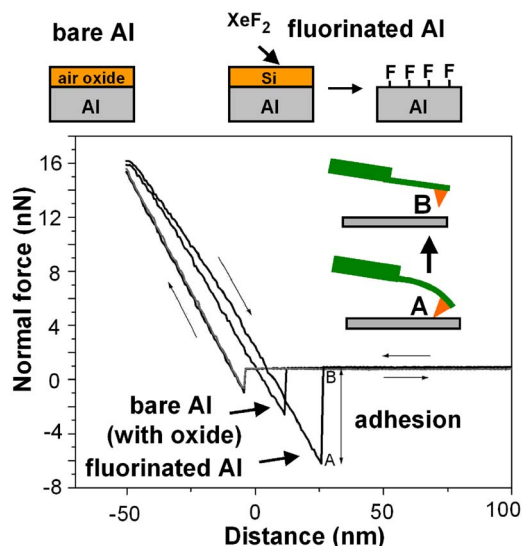 bare Al
XeF2
fluorinated Al
air oxide
Al
Si
Al
F F F F
Al
Normal force (nN)
16
12
8
4
0
-4
-8
B
A
B
A
bare Al
(with oxide)
fluorinated Al
adhesion
-50 0 50 100
Distance (nm)